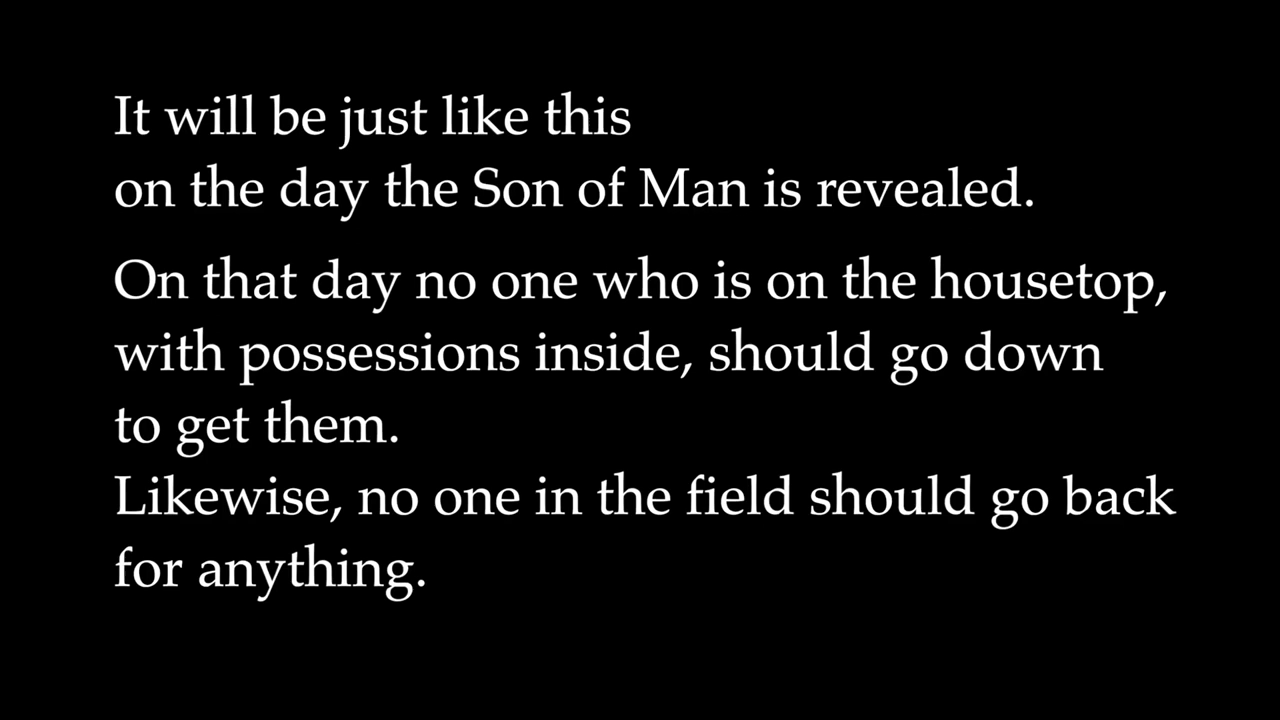 It will be just like this
on the day the Son of Man is revealed.
On that day no one who is on the housetop,
with possessions inside, should go down
to get them.
Likewise, no one in the field should go back
for anything.